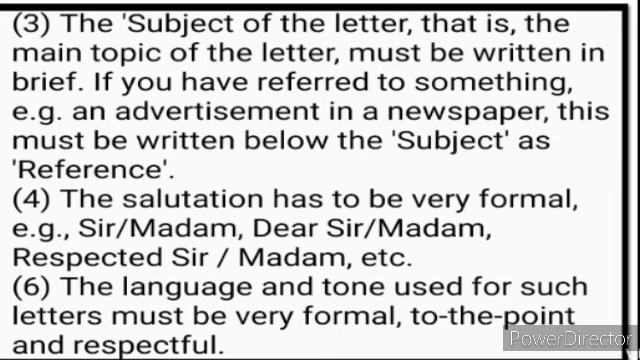 (3) The 'Subject of the letter, that is, the
main topic of the letter, must be written in
brief. If you have referred to something,
e.g. an advertisement in a newspaper, this
must be written below the 'Subject' as
'Reference'.
(4) The salutation has to be very formal,
e.g., Sir/Madam, Dear Sir/Madam,
Respected Sir / Madam, etc.
(6) The language and tone used for such
letters must be very formal, to-the-point
and respectful.
PowerDirector